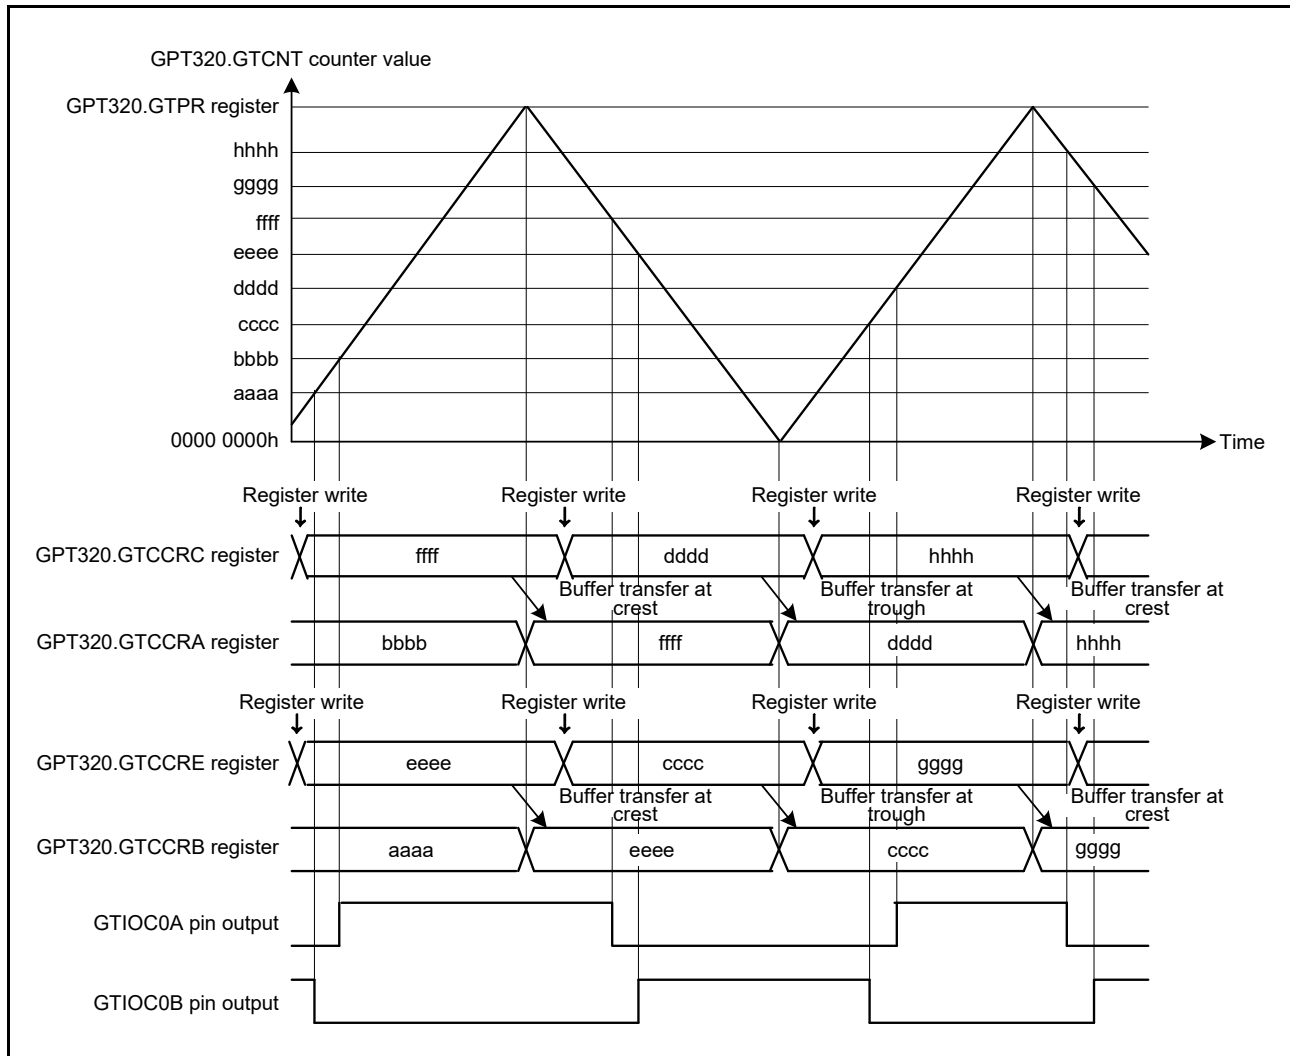 GPT320.GTCNT counter value
GPT320.GTPR register
hhhh
gggg
ffff
eeee
dddd
cccc
bbbb
aaaa
0000 0000h
Time
Register write Register write Register write Register write
GPT320.GTCCRC register ffff dddd hhhh
Buffer transfer at crest Buffer transfer at trough Buffer transfer at crest
GPT320.GTCCRA register bbbb ffff dddd hhhh
Register write Register write Register write Register write
GPT320.GTCCRE register eeee cccc gggg
Buffer transfer at crest Buffer transfer at trough Buffer transfer at crest
GPT320.GTCCRB register aaaa eeee cccc gggg
GTIOC0A pin output
GTIOC0B pin output